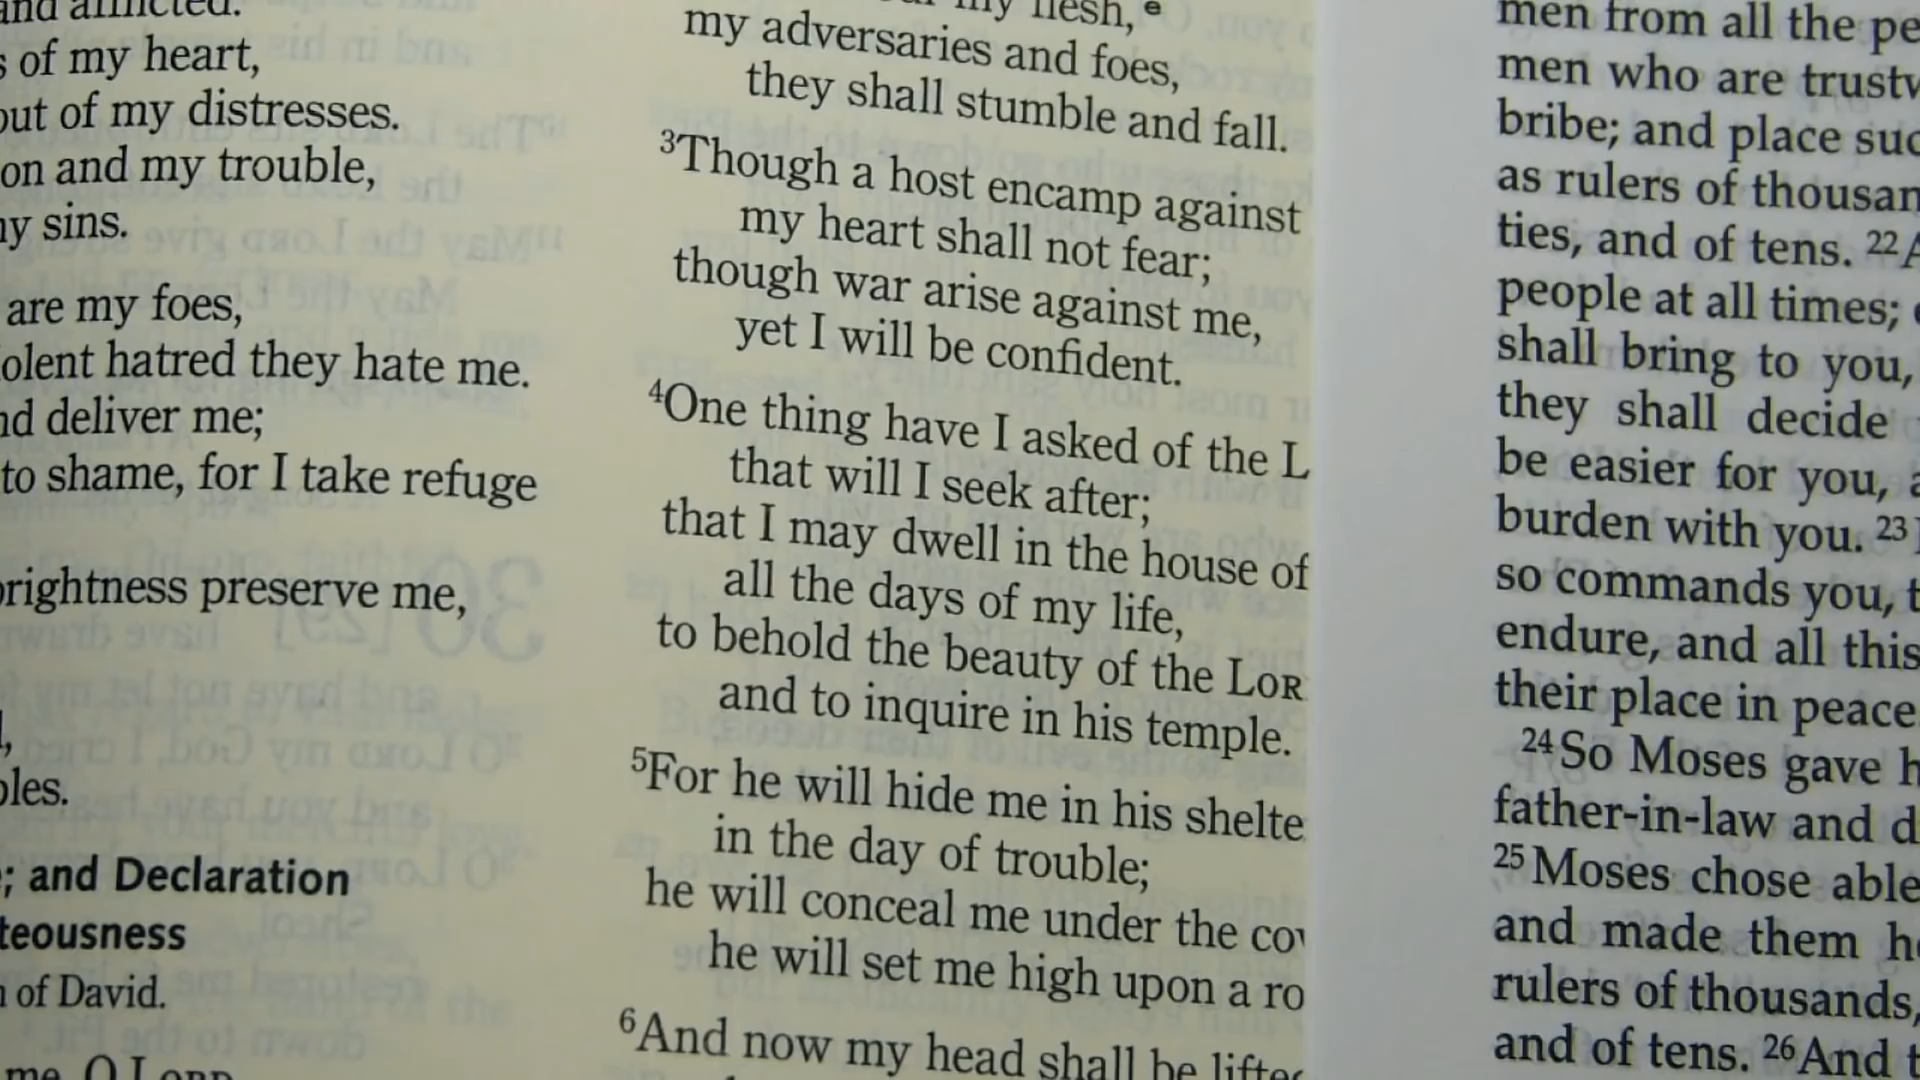 and afflicted.
of my heart,
out of my distresses.
on and my trouble,
my sins.
are my foes,
hatred they hate me.
deliver me;
to shame, for I take refuge
preserve me,
; and Declaration
of David.
me, O LORD
my flesh,e
my adversaries and foes,
they shall stumble and fall.
3Though a host encamp against
my heart shall not fear;
though war arise against me,
yet I will be confident.
4One thing have I asked of the L
that will I seek after;
that I may dwell in the house of
all the days of my life,
to behold the beauty of the LOR
and to inquire in his temple.
5For he will hide me in his shelte
in the day of trouble;
he will conceal me under the
he will set me high upon a ro
6And now my head shall be lifte
men from all the pe
men who are trustw
bribe; and place suc
as rulers of thousan
ties, and of tens. 22A
people at all times;
shall bring to you,
they shall decide
be easier for you, a
burden with you. 23
so commands you, t
endure, and all this
their place in peace
24So Moses gave h
father-in-law and d
25Moses chose able
and made them he
rulers of thousands,
and of tens. 26And t